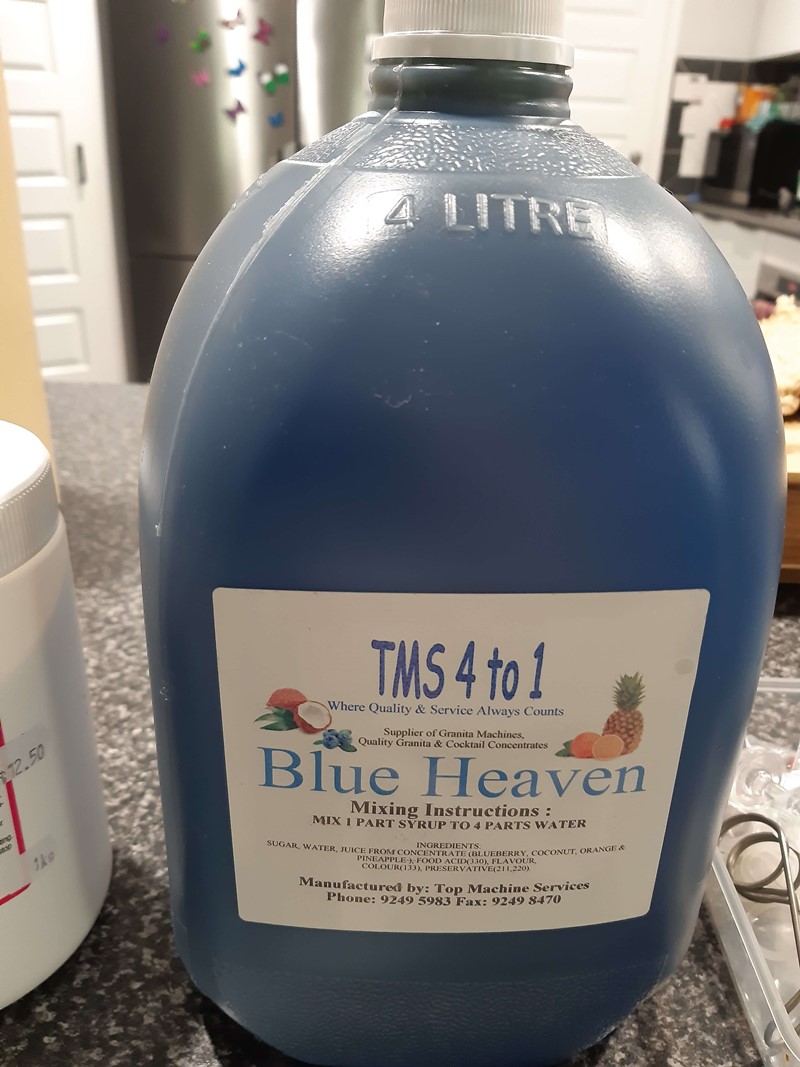 4 LITRE
TMS 4 to 1
Where Quality & Service Always Counts
Supplier of Granita Machines,
Quality Granita & Cocktail Concentrates
Blue Heaven
Mixing Instructions :
MIX 1 PART SYRUP TO 4 PARTS WATER
INGREDIENTS:
SUGAR, WATER, JUICE FROM CONCENTRATE (BLUEBERRY, COCONUT, ORANGE &
PINEAPPLE-), FOOD ACID(330), FLAVOUR,
COLOUR(133), PRESERVATIVE(211,220).
Manufactured by: Top Machine Services
Phone: 9249 5983 Fax: 9249 8470
1kg